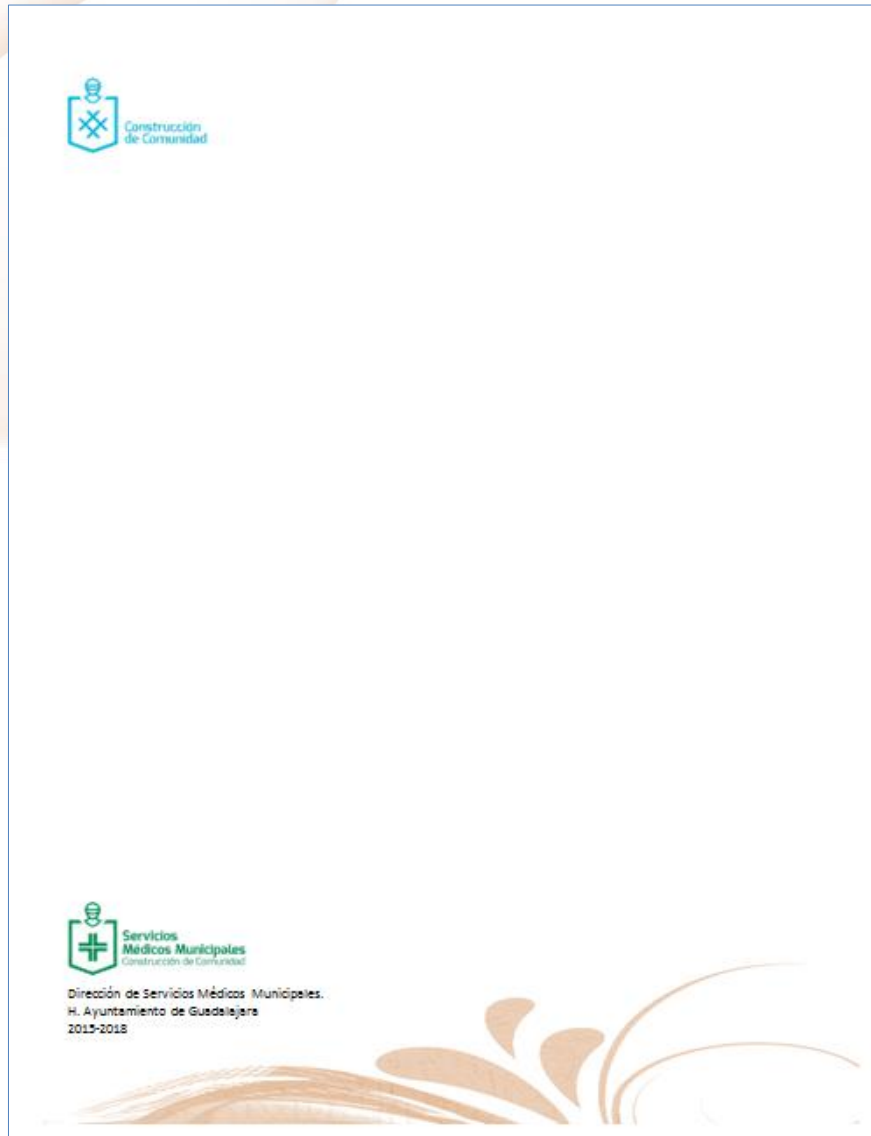 Construcción
de Comunidad
Servicios
Médicos Municipales
Construcción de Comunidad
Dirección de Servicios Médicos Municipales.
H. Ayuntamiento de Guadalajara
2015-2018